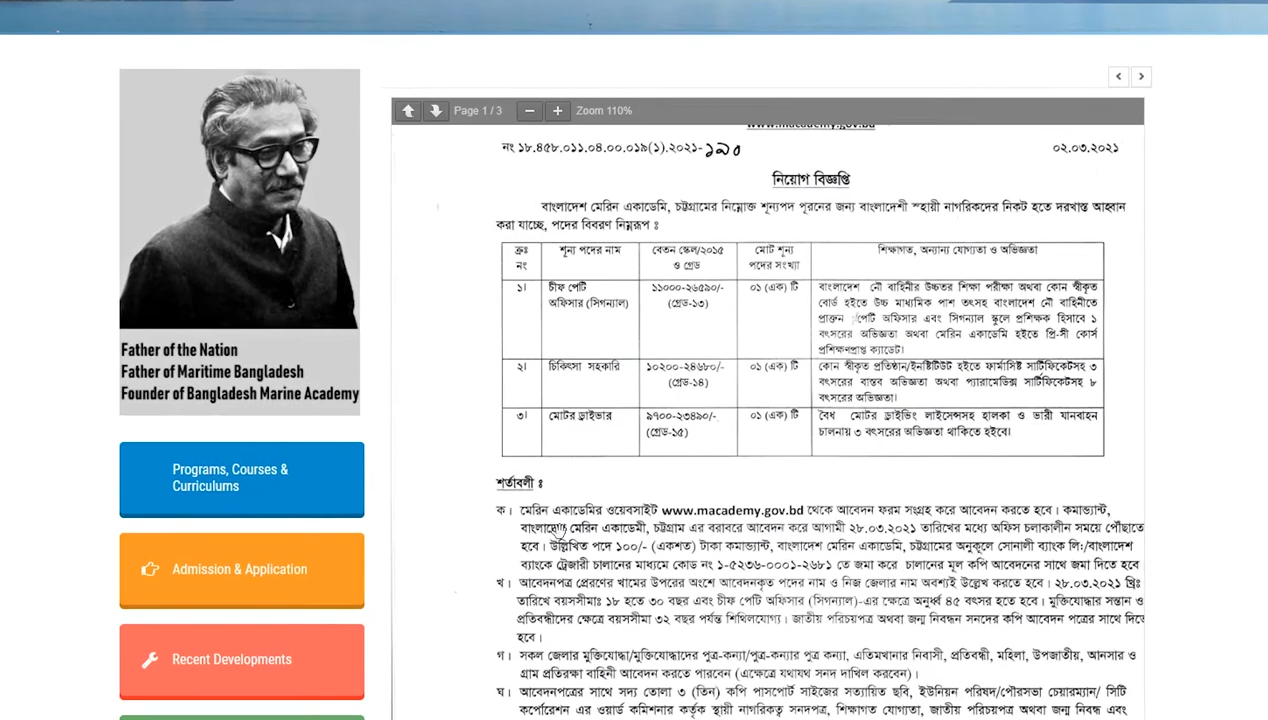 Page 1 / 3
Zoom 110%
www.macademy.gov.bd
নং ১৮.৪৫৮.০১১.০৪.০০.০১৯(১).২০২১-১৯০
০২.০৩.২০২১
নিয়োগ বিজ্ঞপ্তি
বাংলাদেশ মেরিন একাডেমি, চট্টগ্রামের নিম্নোক্ত শূন্যপদ পূরনের জন্য বাংলাদেশী স্হায়ী নাগরিকদের নিকট হতে দরখাস্ত আহ্বান
করা যাচ্ছে, পদের বিবরণ নিম্নরূপ ঃ
ক্রঃ নং
শূন্য পদের নাম
বেতন স্কেল/২০১৫ ও গ্রেড
মোট শূন্য পদের সংখ্যা
শিক্ষাগত, অন্যান্য যোগ্যতা ও অভিজ্ঞতা
১।
চীফ পেটি
অফিসার (সিগন্যাল)
১১০০০-২৬৫৯০/-
(গ্রেড-১৩)
০১ (এক) টি
বাংলাদেশ নৌ বাহিনীর উচ্চতর শিক্ষা পরীক্ষা অথবা কোন স্বীকৃত
বোর্ড হইতে উচ্চ মাধ্যমিক পাশ তৎসহ বাংলাদেশ নৌ বাহিনীতে
প্রাক্তন পেটি অফিসার এবং সিগন্যাল স্কুলে প্রশিক্ষক হিসাবে ১
বৎসরের অভিজ্ঞতা অথবা মেরিন একাডেমি হইতে প্রি-সী কোর্স
প্রশিক্ষণপ্রাপ্ত ক্যাডেট।
২।
চিকিৎসা সহকারি
১০২০০-২৪৬৮০/-
(গ্রেড-১৪)
০১ (এক) টি
কোন স্বীকৃত প্রতিষ্ঠান/ইনষ্টিটিউট হইতে ফার্মাসিষ্ট সার্টিফিকেটসহ ৩
বৎসরের বাস্তব অভিজ্ঞতা অথবা প্যারামেডিক্স সার্টিফিকেটসহ ৮
বৎসরের অভিজ্ঞতা।
৩।
মোটর ড্রাইভার
৯৭০০-২৩৪৯০/-
(গ্রেড-১৫)
০১ (এক) টি
বৈধ মোটর ড্রাইভিং লাইসেন্সসহ হালকা ও ভারী যানবাহন
চালনায় ৩ বৎসরের অভিজ্ঞতা থাকিতে হইবে।
শর্তাবলী ঃ
ক। মেরিন একাডেমির ওয়েবসাইট www.macademy.gov.bd থেকে আবেদন ফরম সংগ্রহ করে আবেদন করতে হবে। কমান্ড্যান্ট,
বাংলাদেশ মেরিন একাডেমী, চট্টগ্রাম এর বরাবরে আবেদন করে আগামী ২৮.০৩.২০২১ তারিখের মধ্যে অফিস চলাকালীন সময়ে পৌঁছাতে
হবে। উল্লিখিত পদে ১০০/- (একশত) টাকা কমান্ড্যান্ট, বাংলাদেশ মেরিন একাডেমি, চট্টগ্রামের অনুকূলে সোনালী ব্যাংক লি:/বাংলাদেশ
ব্যাংকে ট্রেজারী চালানের মাধ্যমে কোড নং ১-৫২৩৬-০০০১-২৬৮১ তে জমা করে চালানের মূল কপি আবেদনের সাথে জমা দিতে হবে
খ। আবেদনপত্র প্রেরণের খামের উপরের অংশে আবেদনকৃত পদের নাম ও নিজ জেলার নাম অবশ্যই উল্লেখ করতে হবে। ২৮.০৩.২০২১ খ্রিঃ
তারিখে বয়সসীমাঃ ১৮ হতে ৩০ বছর এবং চীফ পেটি অফিসার (সিগন্যাল)-এর ক্ষেত্রে অনুর্ধ্ব ৪৫ বৎসর হতে হবে। মুক্তিযোদ্ধার সন্তান ও
প্রতিবন্ধীদের ক্ষেত্রে বয়সসীমা ৩২ বছর পর্যন্ত শিথিলযোগ্য। জাতীয় পরিচয়পত্র অথবা জন্ম নিবন্ধন সনদের কপি আবেদন পত্রের সাথে দিতে
হবে।
গ। সকল জেলার মুক্তিযোদ্ধা/মুক্তিযোদ্ধাদের পুত্র-কন্যা/পুত্র-কন্যার পুত্র কন্যা, এতিমখানার নিবাসী, প্রতিবন্ধী, মহিলা, উপজাতীয়, আনসার ও
গ্রাম প্রতিরক্ষা বাহিনী আবেদন করতে পারবেন (এক্ষেত্রে যথাযথ সনদ দাখিল করবেন)।
ঘ। আবেদনপত্রের সাথে সদ্য তোলা ৩ (তিন) কপি পাসপোর্ট সাইজের সত্যায়িত ছবি, ইউনিয়ন পরিষদ/পৌরসভা চেয়ারম্যান/ সিটি
কর্পোরেশন এর ওয়ার্ড কমিশনার কর্তৃক স্থায়ী নাগরিকত্ব সনদপত্র, শিক্ষাগত যোগ্যতা, জাতীয় পরিচয়পত্র অথবা জন্ম নিবন্ধ এবং
Father of the Nation
Father of Maritime Bangladesh
Founder of Bangladesh Marine Academy
Programs, Courses &
Curriculums
Admission & Application
Recent Developments